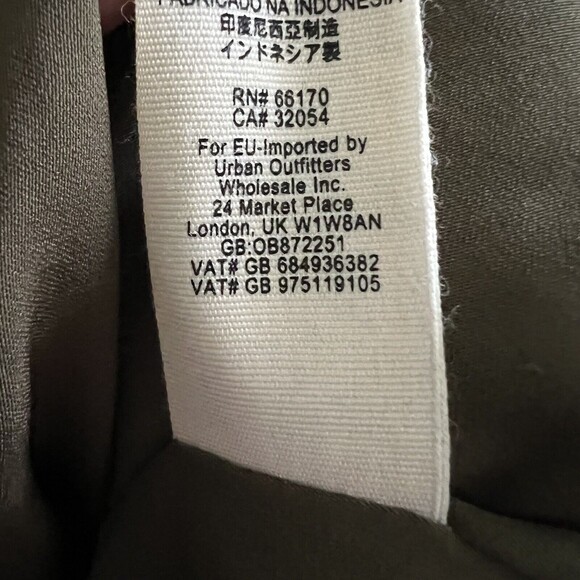 FABRICADO NA INDONESIA
印度尼西亞制造
インドネシア製
RN# 66170
CA# 32054
For EU-Imported by
Urban Outfitters
Wholesale Inc.
24 Market Place
London, UK W1W8AN
GB:OB872251
VAT# GB 684936382
VAT# GB 975119105